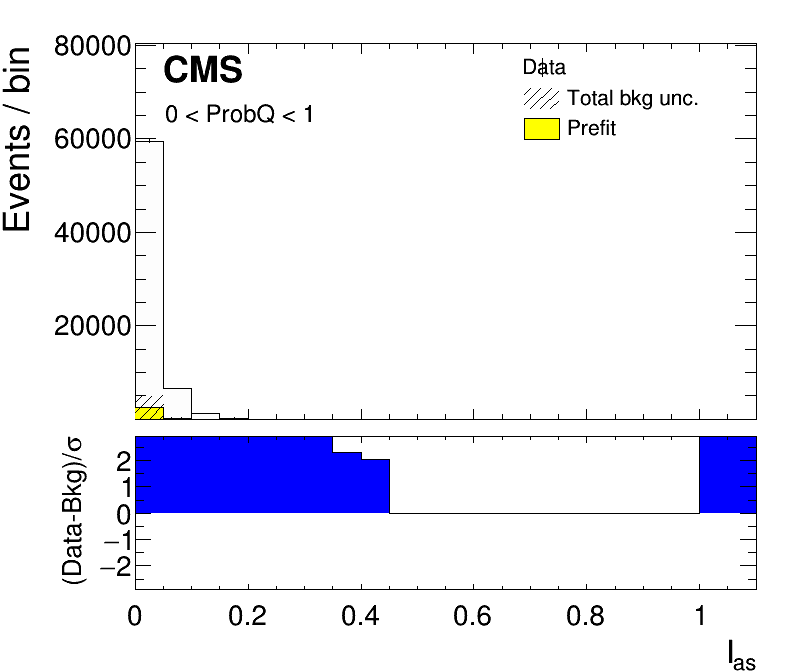 80000
60000
40000
20000
Events / bin
CMS
0 < ProbQ < 1
Data
Total bkg unc.
Prefit
(Data-Bkg)/σ
2
1
0
−1
−2
0 0.2 0.4 0.6 0.8 1
Ias